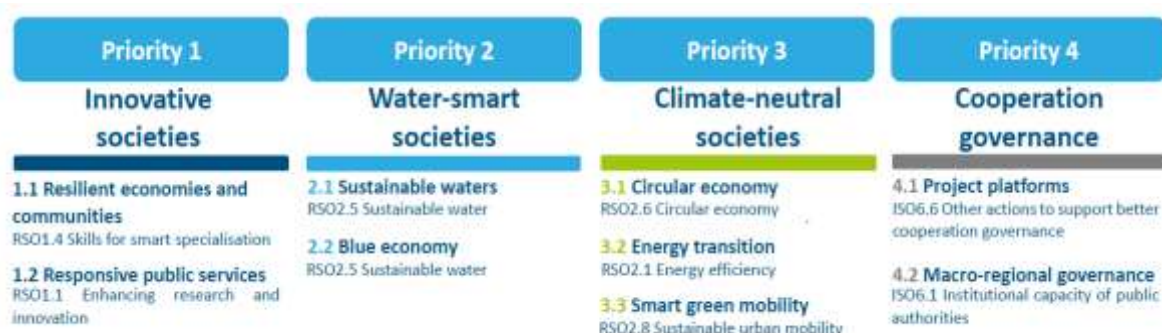 Priority 1
Innovative
societies
1.1 Resilient economies and
communities
RSO1.4 Skills for smart specialisation
1.2 Responsive public services
RSO1.1 Enhancing research and
innovation
Priority 2
Water-smart
societies
2.1 Sustainable waters
RSO2.5 Sustainable water
2.2 Blue economy
RSO2.5 Sustainable water
Priority 3
Climate-neutral
societies
3.1 Circular economy
RSO2.6 Circular economy
3.2 Energy transition
RSO2.1 Energy efficiency
3.3 Smart green mobility
RSO2.8 Sustainable urban mobility
Priority 4
Cooperation
governance
4.1 Project platforms
ISO6.6 Other actions to support better
cooperation governance
4.2 Macro-regional governance
ISO6.1 Institutional capacity of public
authorities